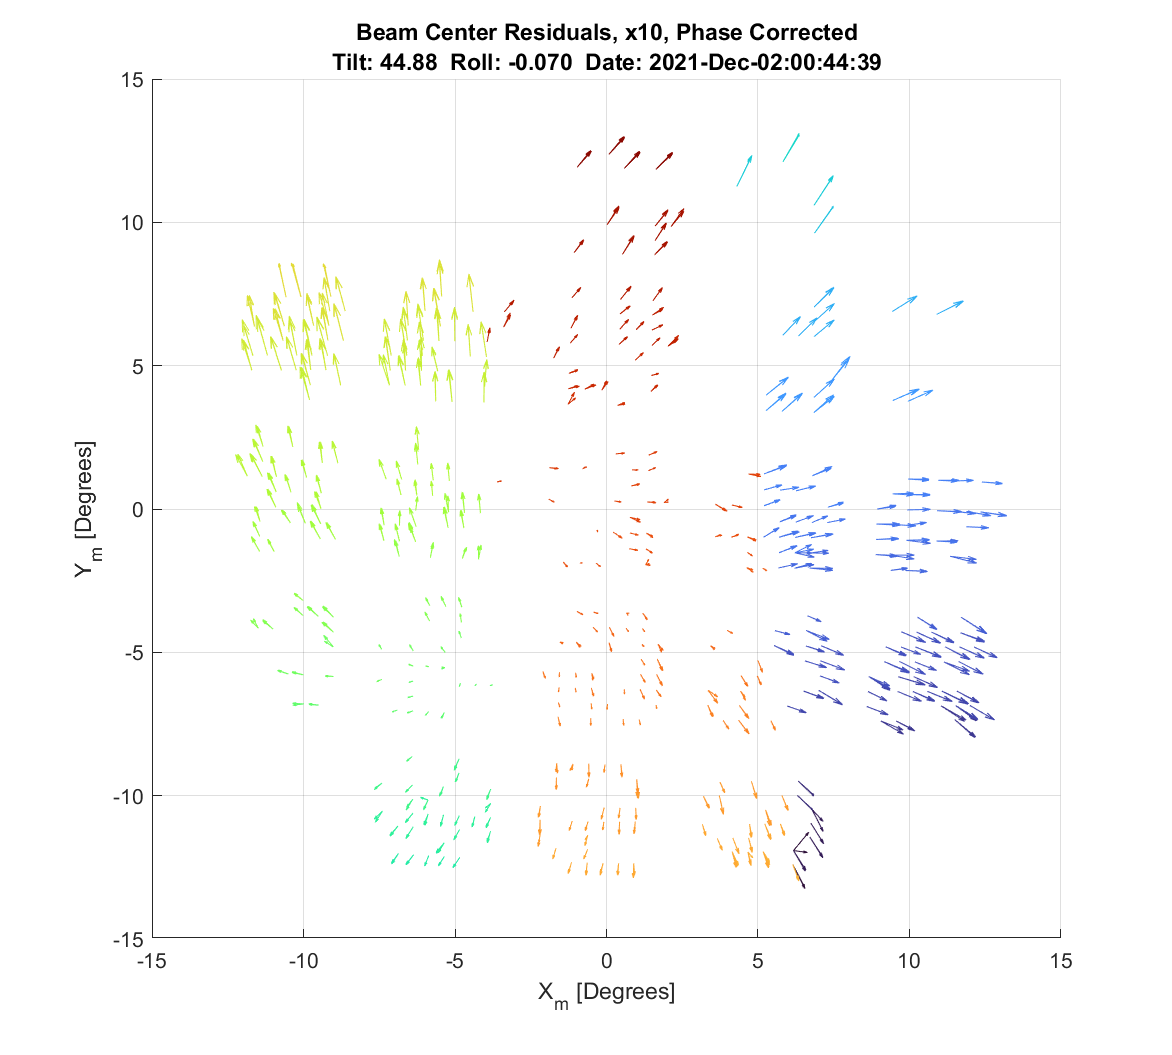 Beam Center Residuals, x10, Phase Corrected
Tilt: 44.88 Roll: -0.070 Date: 2021-Dec-02:00:44:39
15
10
5
0
-5
-10
-15
Y_m [Degrees]
-15 -10 -5 0 5 10 15
X_m [Degrees]